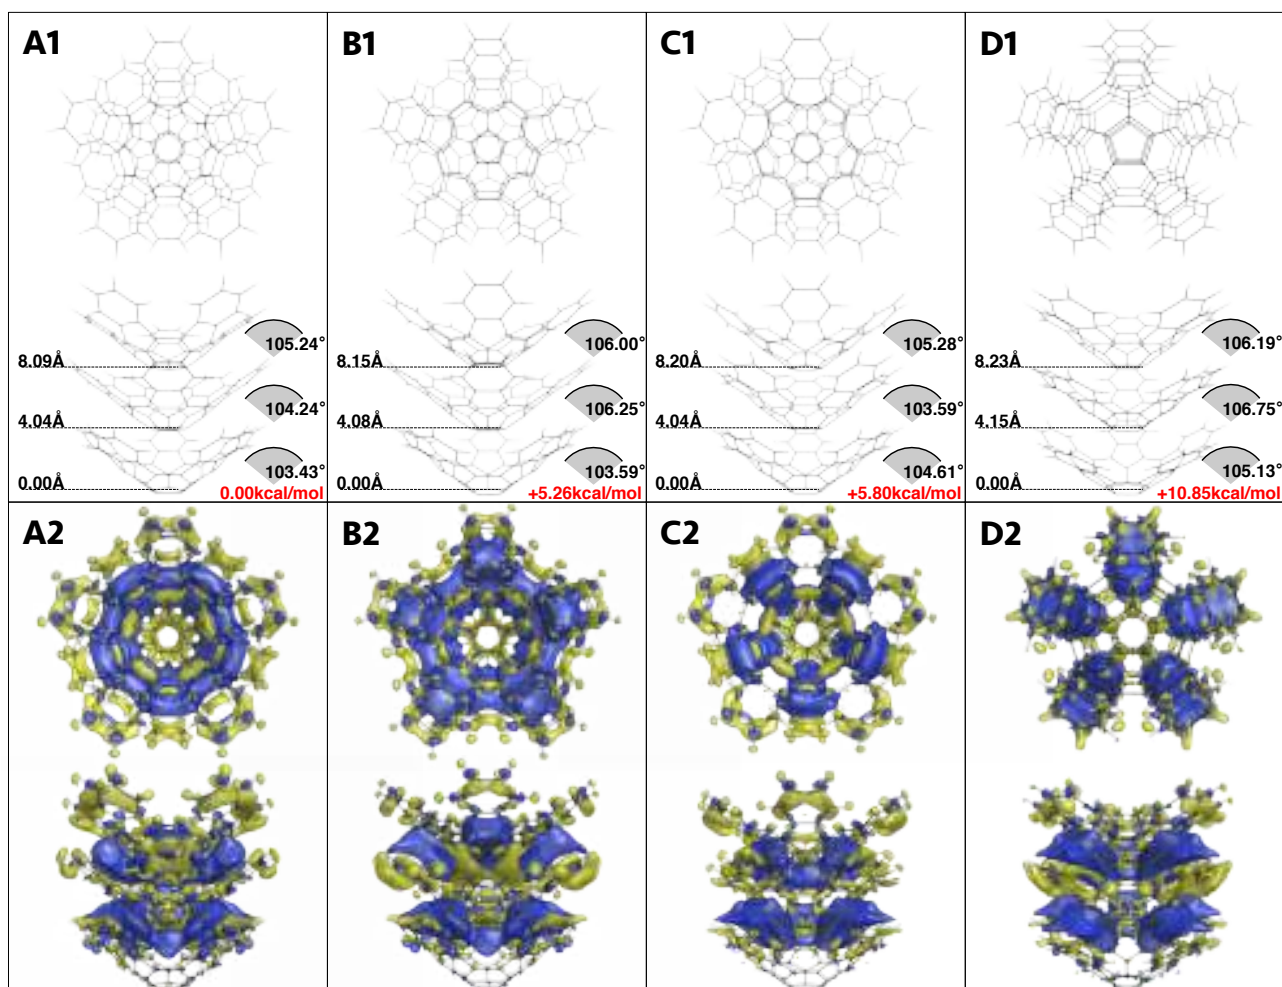 A1
105.24°
8.09Å
104.24°
4.04Å
103.43°
0.00Å
0.00kcal/mol
B1
106.00°
8.15Å
106.25°
4.08Å
103.59°
0.00Å
+5.26kcal/mol
C1
105.28°
8.20Å
103.59°
4.04Å
104.61°
0.00Å
+5.80kcal/mol
D1
106.19°
8.23Å
106.75°
4.15Å
105.13°
0.00Å
+10.85kcal/mol
A2
B2
C2
D2